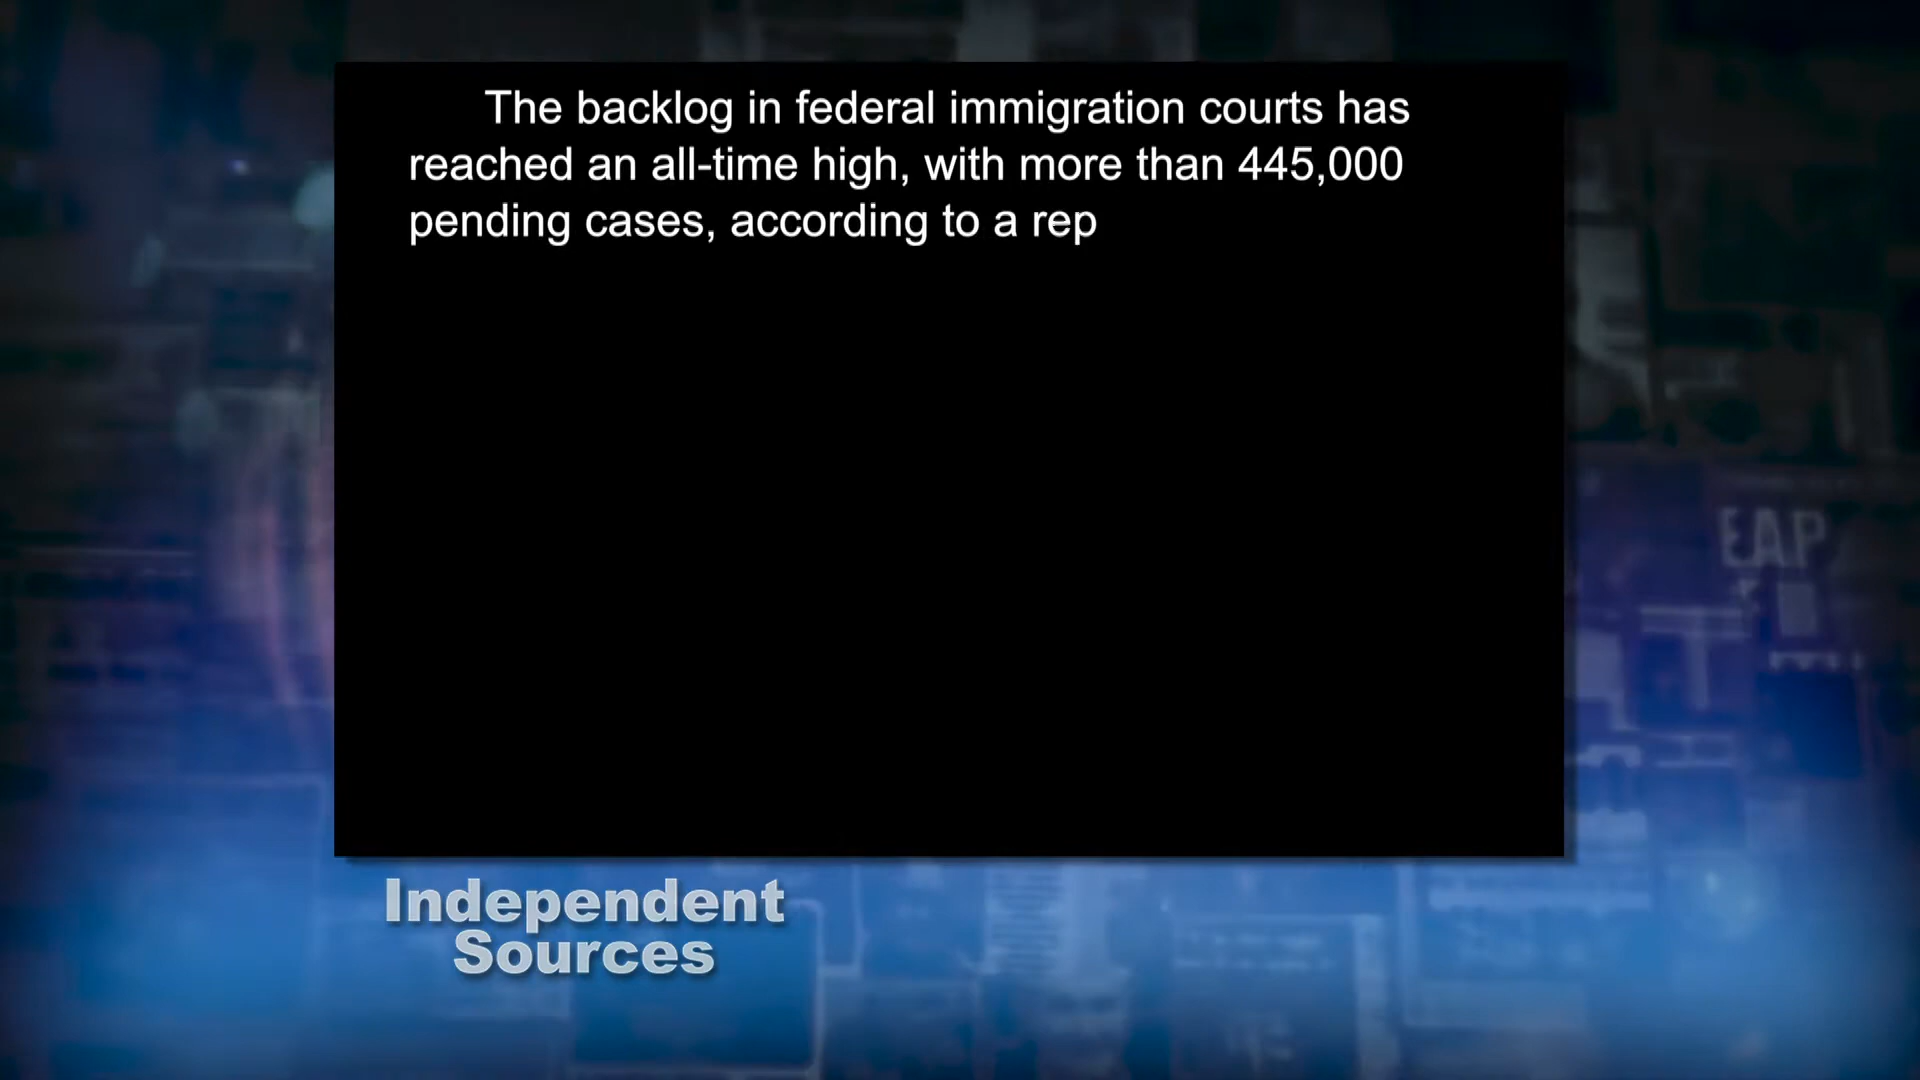 The backlog in federal immigration courts has
reached an all-time high, with more than 445,000
pending cases, according to a rep
EAP
Independent
Sources